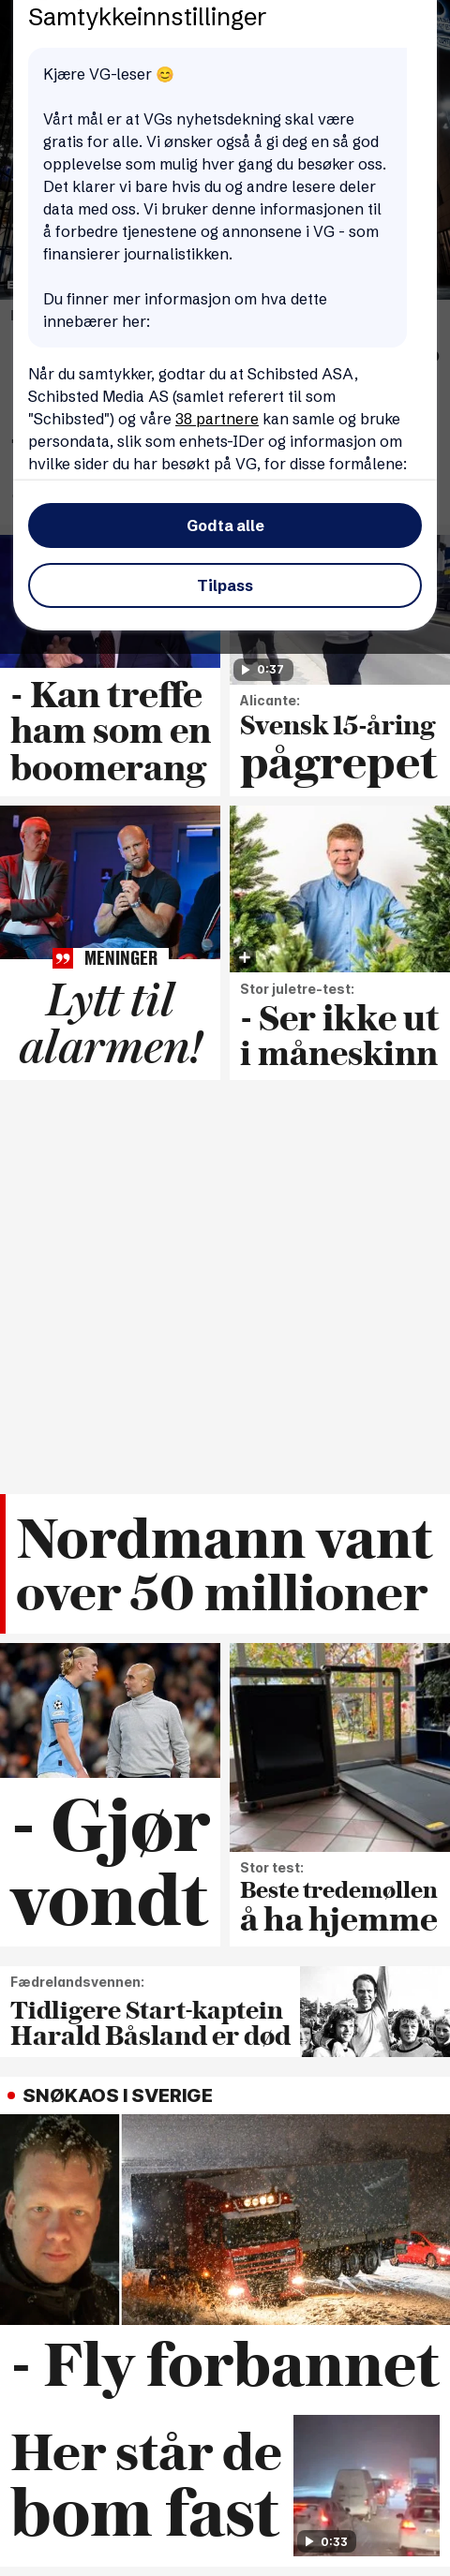 Samtykkeinnstillinger
Kjære VG-leser 😊
Vårt mål er at VGs nyhetsdekning skal være
gratis for alle. Vi ønsker også å gi deg en så god
opplevelse som mulig hver gang du besøker oss.
Det klarer vi bare hvis du og andre lesere deler
data med oss. Vi bruker denne informasjonen til
å forbedre tjenestene og annonsene i VG - som
finansierer journalistikken.
Du finner mer informasjon om hva dette
innebærer her:
Når du samtykker, godtar du at Schibsted ASA,
Schibsted Media AS (samlet referert til som
"Schibsted") og våre 38 partnere kan samle og bruke
persondata, slik som enhets-IDer og informasjon om
hvilke sider du har besøkt på VG, for disse formålene:
Godta alle
Tilpass
- Kan treffe
ham som en
boomerang
0:37
Alicante:
Svensk 15-åring
pågrepet
MENINGER
Lytt til
alarmen!
Stor juletre-test:
- Ser ikke ut
i måneskinn
Nordmann vant
over 50 millioner
- Gjør
vondt
Stor test:
Beste tredemøllen
å ha hjemme
Fædrelandsvennen:
Tidligere Start-kaptein
Harald Båsland er død
SNØKAOS I SVERIGE
- Fly forbannet
Her står de
bom fast
0:33